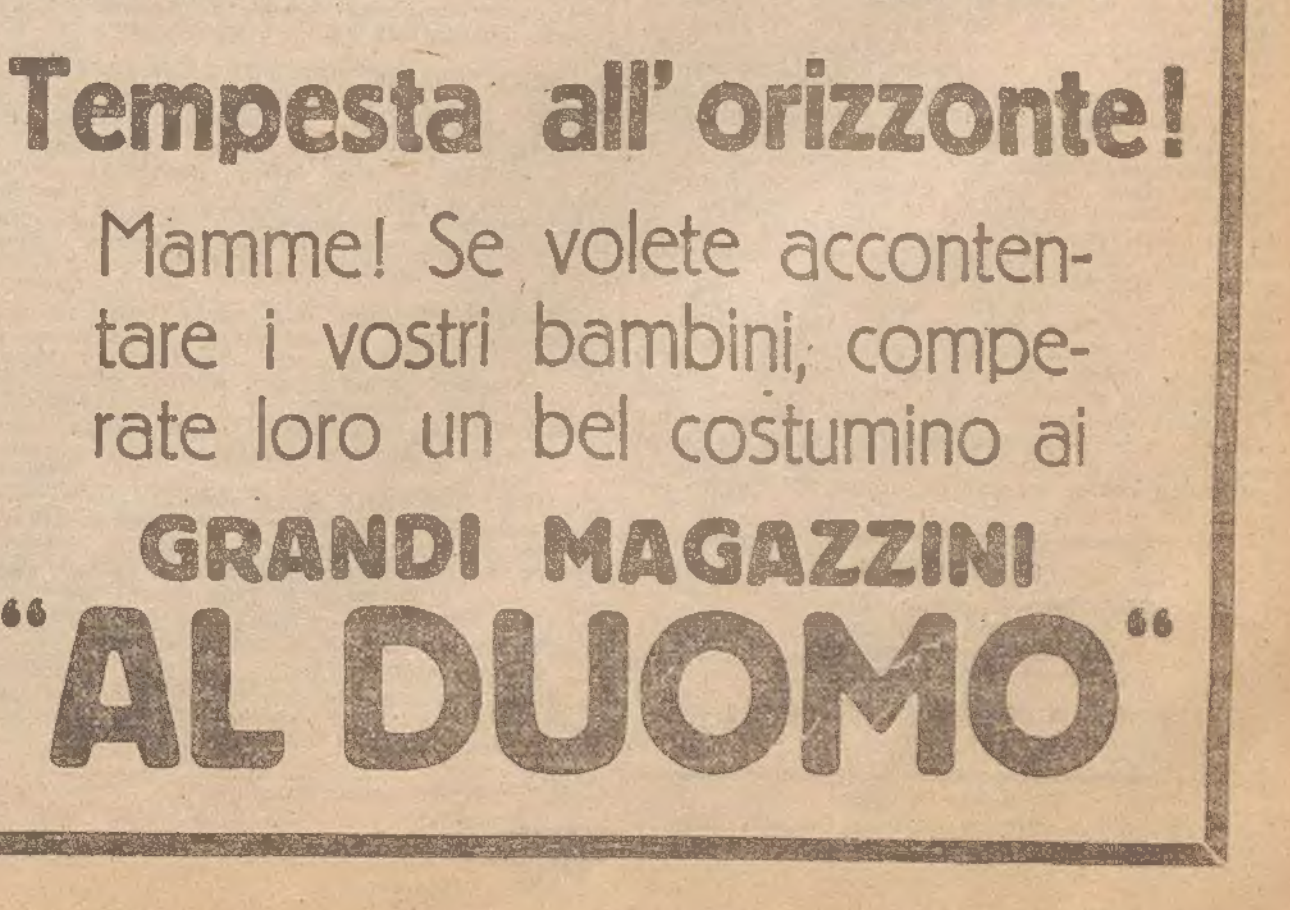 Tempesta all' orizzonte!
Mamme! Se volete acconten-
tare i vostri bambini, compe-
rate loro un bel costumino ai
GRANDI MAGAZZINI
“AL DUOMO“